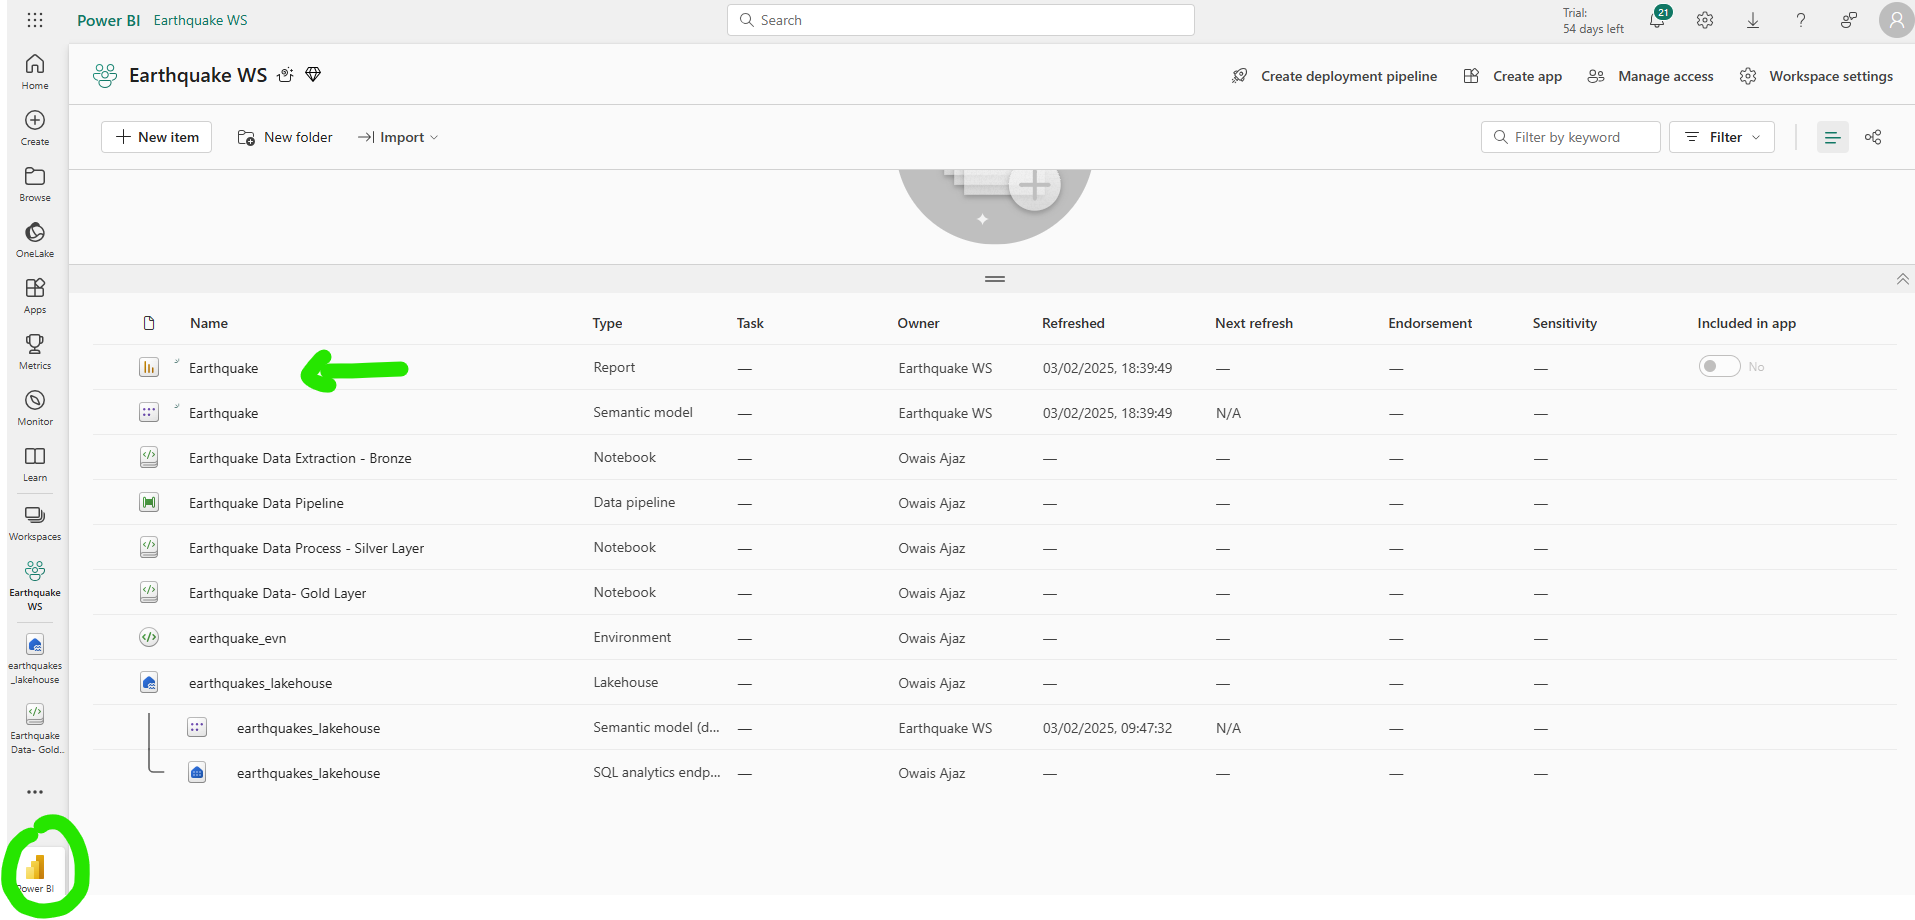 Power BI Earthquake WS
Search
Trial:
54 days left
21
Home
Create
Browse
OneLake
Apps
Metrics
Monitor
Learn
Workspaces
Earthquake
WS
earthquakes
_lakehouse
Earthquake
Data- Gold..
Power BI
Earthquake WS
Create deployment pipeline Create app Manage access Workspace settings
New item New folder Import
Filter by keyword Filter
Name Type Task Owner Refreshed Next refresh Endorsement Sensitivity Included in app
Earthquake Report — Earthquake WS 03/02/2025, 18:39:49 — — — No
Earthquake Semantic model — Earthquake WS 03/02/2025, 18:39:49 N/A — —
Earthquake Data Extraction - Bronze Notebook — Owais Ajaz — — — —
Earthquake Data Pipeline Data pipeline — Owais Ajaz — — — —
Earthquake Data Process - Silver Layer Notebook — Owais Ajaz — — — —
Earthquake Data- Gold Layer Notebook — Owais Ajaz — — — —
earthquake_evn Environment — Owais Ajaz — — — —
earthquakes_lakehouse Lakehouse — Owais Ajaz — — — —
earthquakes_lakehouse Semantic model (d... — Earthquake WS 03/02/2025, 09:47:32 N/A — —
earthquakes_lakehouse SQL analytics endp... — Owais Ajaz — — — —